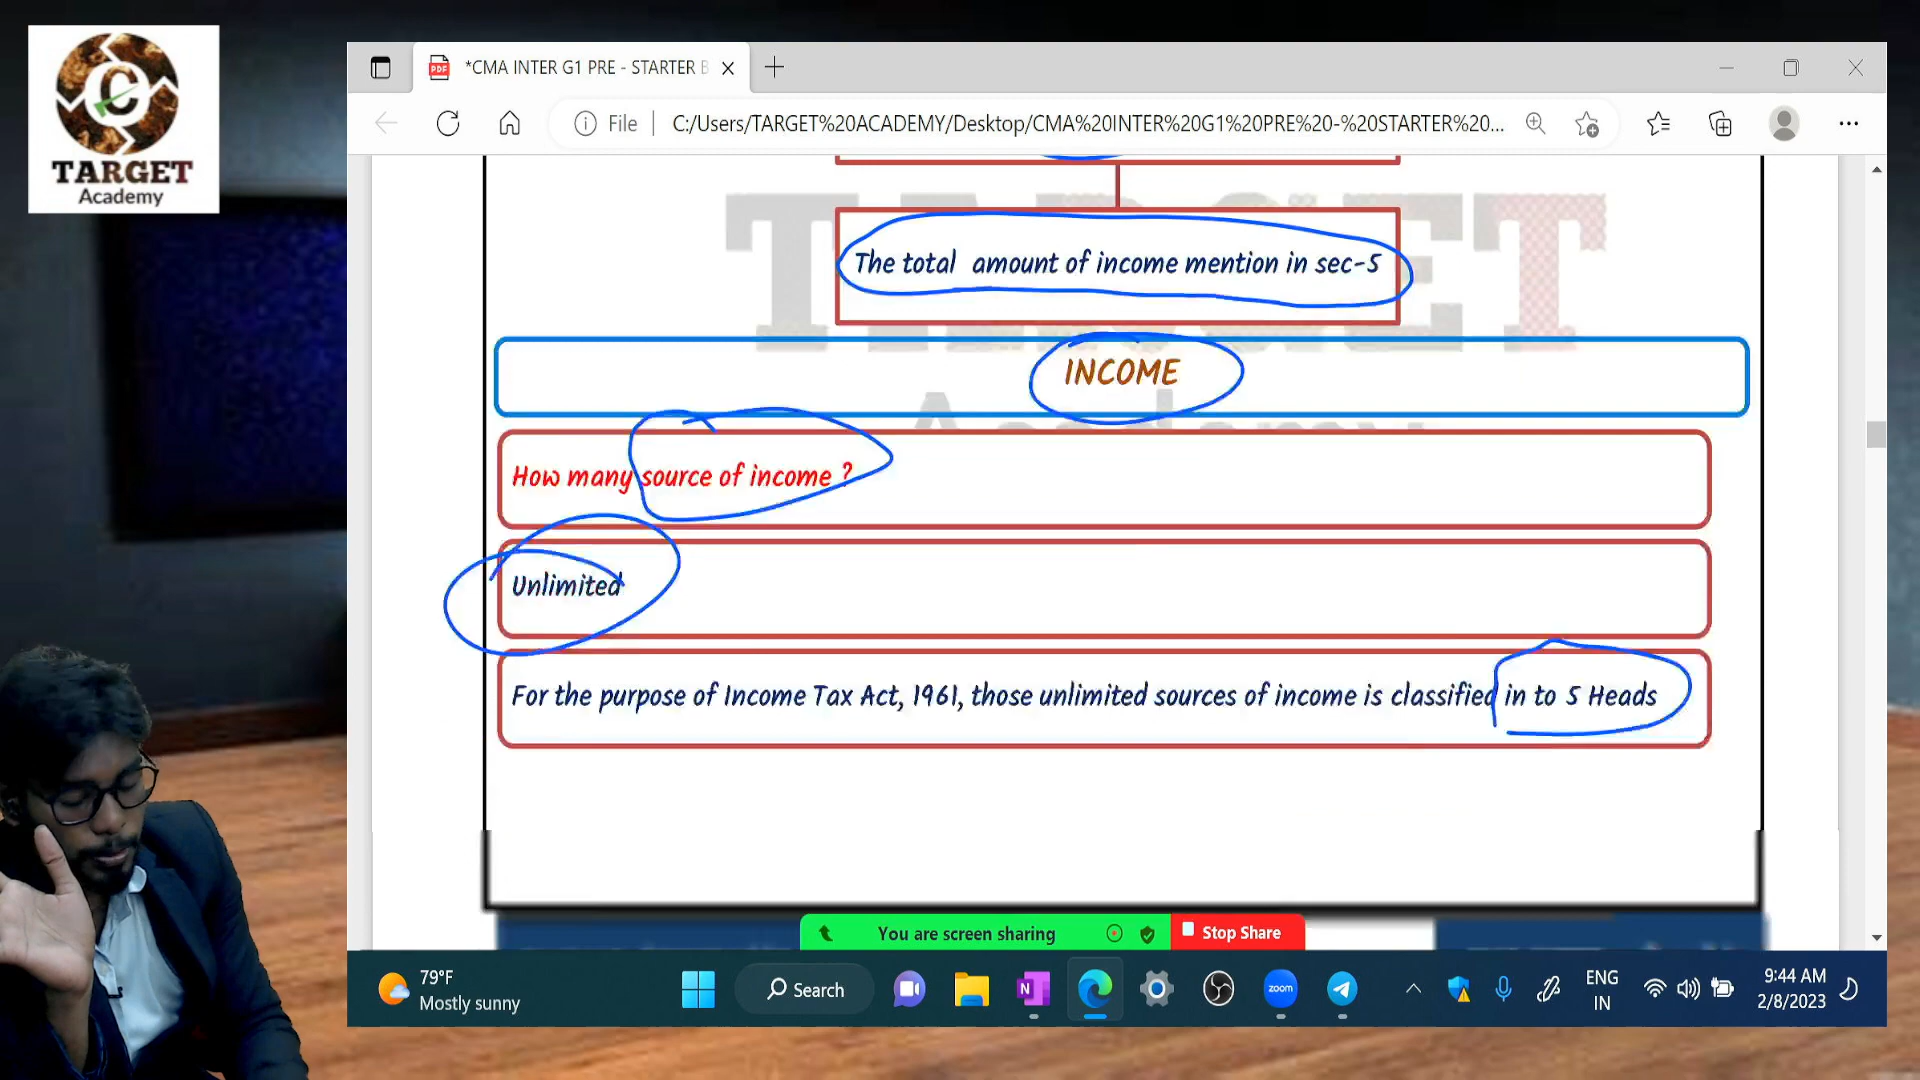 C
TARGET
Academy
*CMA INTER G1 PRE - STARTER B
File
C:/Users/TARGET%20ACADEMY/Desktop/CMA%20INTER%20G1%20PRE%20-%20STARTER%20...
TARGET
Academy
The total amount of income mention in sec-5
INCOME
How many source of income ?
Unlimited
For the purpose of Income Tax Act, 1961, those unlimited sources of income is classified in to 5 Heads
You are screen sharing
Stop Share
79°F
Mostly sunny
Search
N
zoom
ENG
IN
9:44 AM
2/8/2023